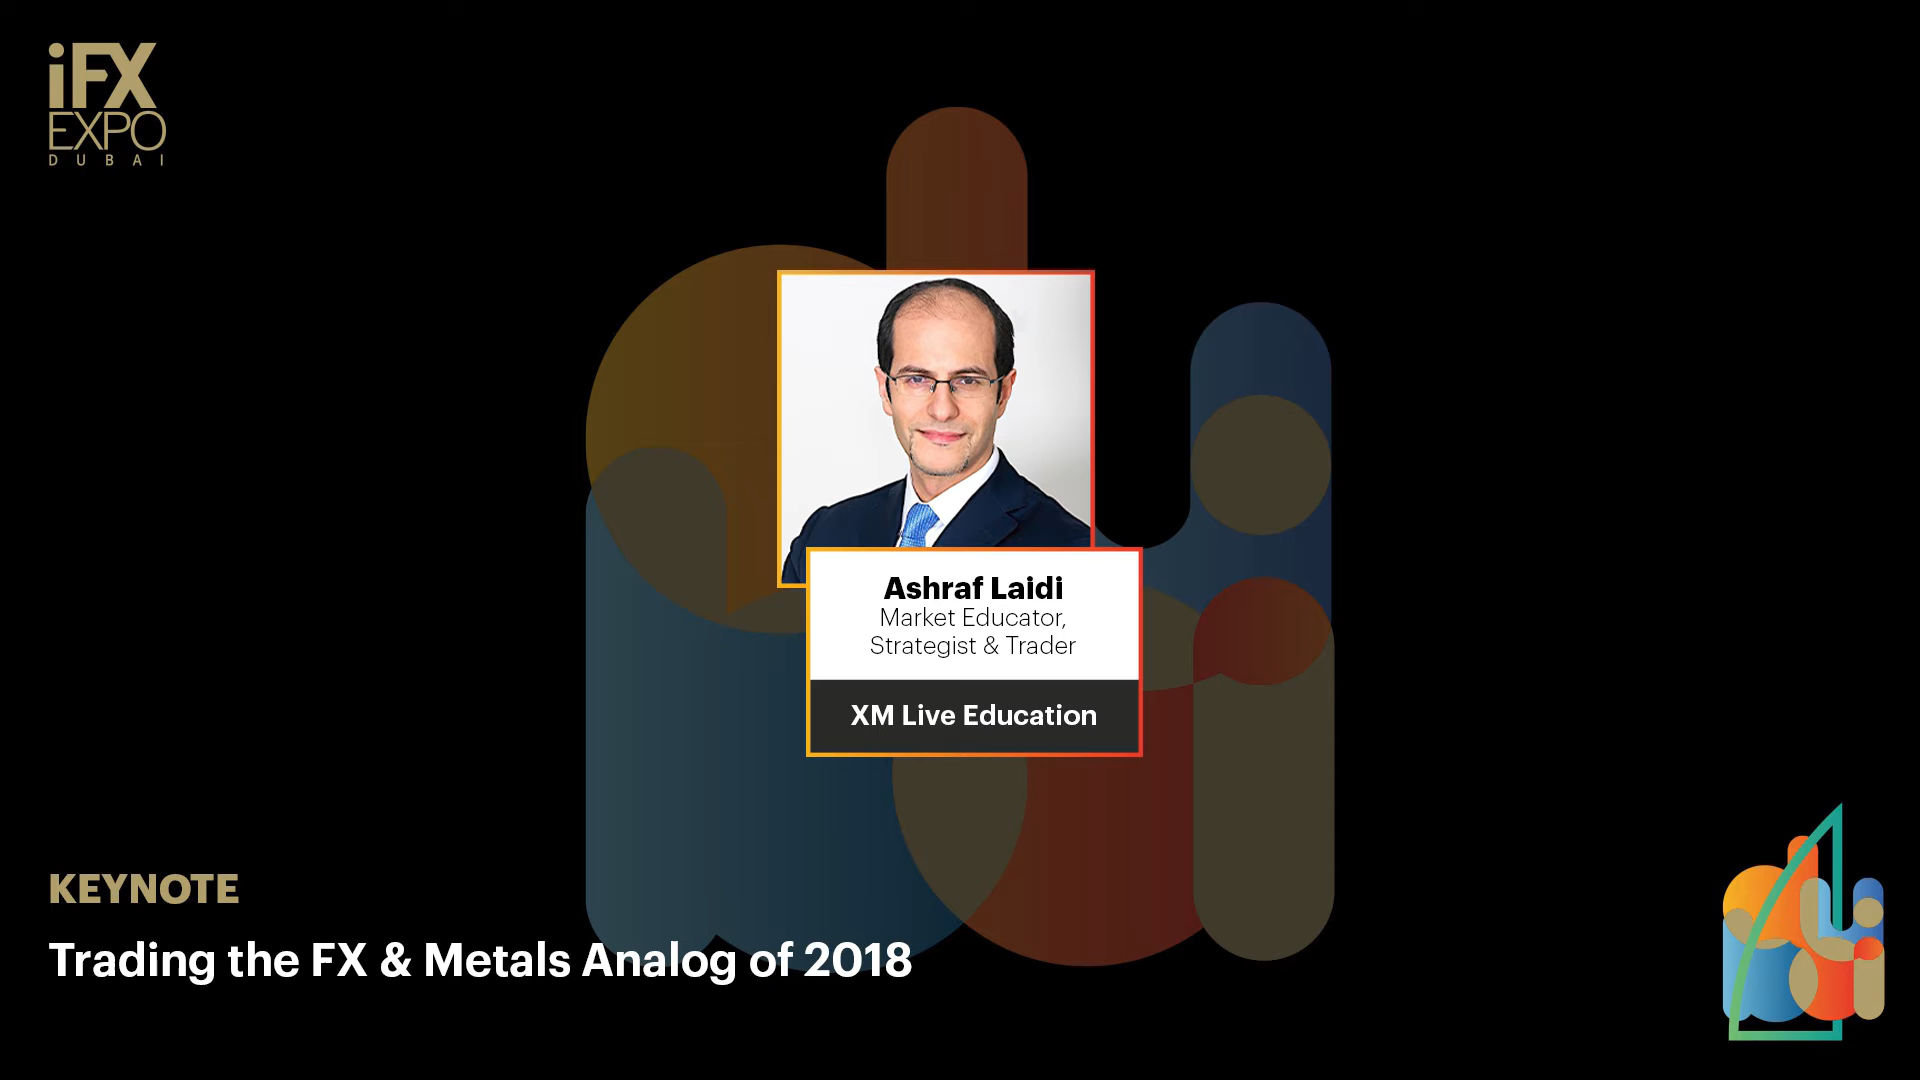 iFX
EXPO
DUBAI
Ashraf Laidi
Market Educator,
Strategist & Trader
XM Live Education
KEYNOTE
Trading the FX & Metals Analog of 2018